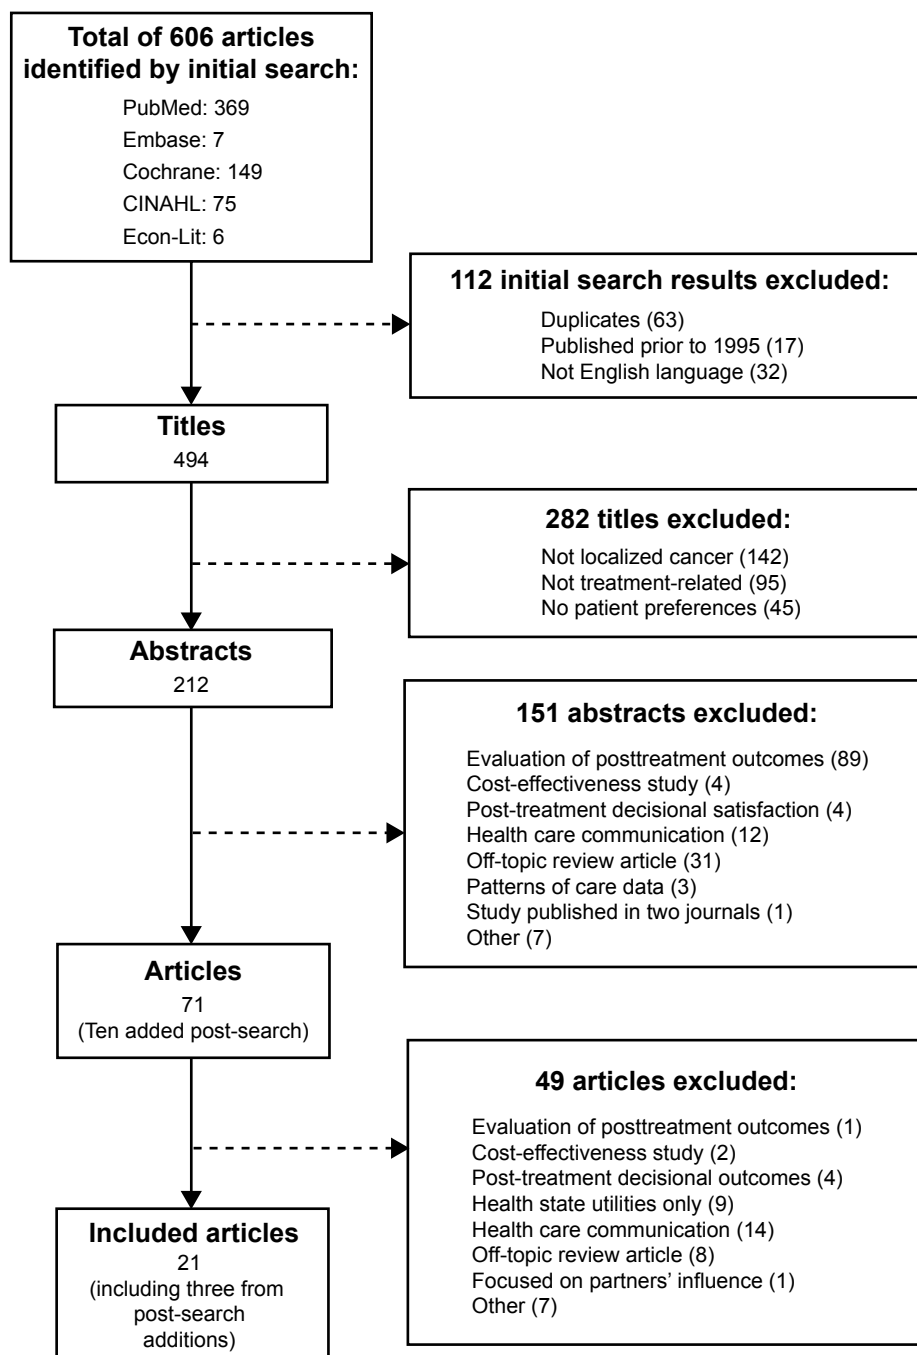 Total of 606 articles
identified by initial search:
PubMed: 369
Embase: 7
Cochrane: 149
CINAHL: 75
Econ-Lit: 6
112 initial search results excluded:
Duplicates (63)
Published prior to 1995 (17)
Not English language (32)
Titles
494
282 titles excluded:
Not localized cancer (142)
Not treatment-related (95)
No patient preferences (45)
Abstracts
212
151 abstracts excluded:
Evaluation of posttreatment outcomes (89)
Cost-effectiveness study (4)
Post-treatment decisional satisfaction (4)
Health care communication (12)
Off-topic review article (31)
Patterns of care data (3)
Study published in two journals (1)
Other (7)
Articles
71
(Ten added post-search)
49 articles excluded:
Evaluation of posttreatment outcomes (1)
Cost-effectiveness study (2)
Post-treatment decisional outcomes (4)
Health state utilities only (9)
Health care communication (14)
Off-topic review article (8)
Focused on partners’ influence (1)
Other (7)
Included articles
21
(including three from
post-search
additions)